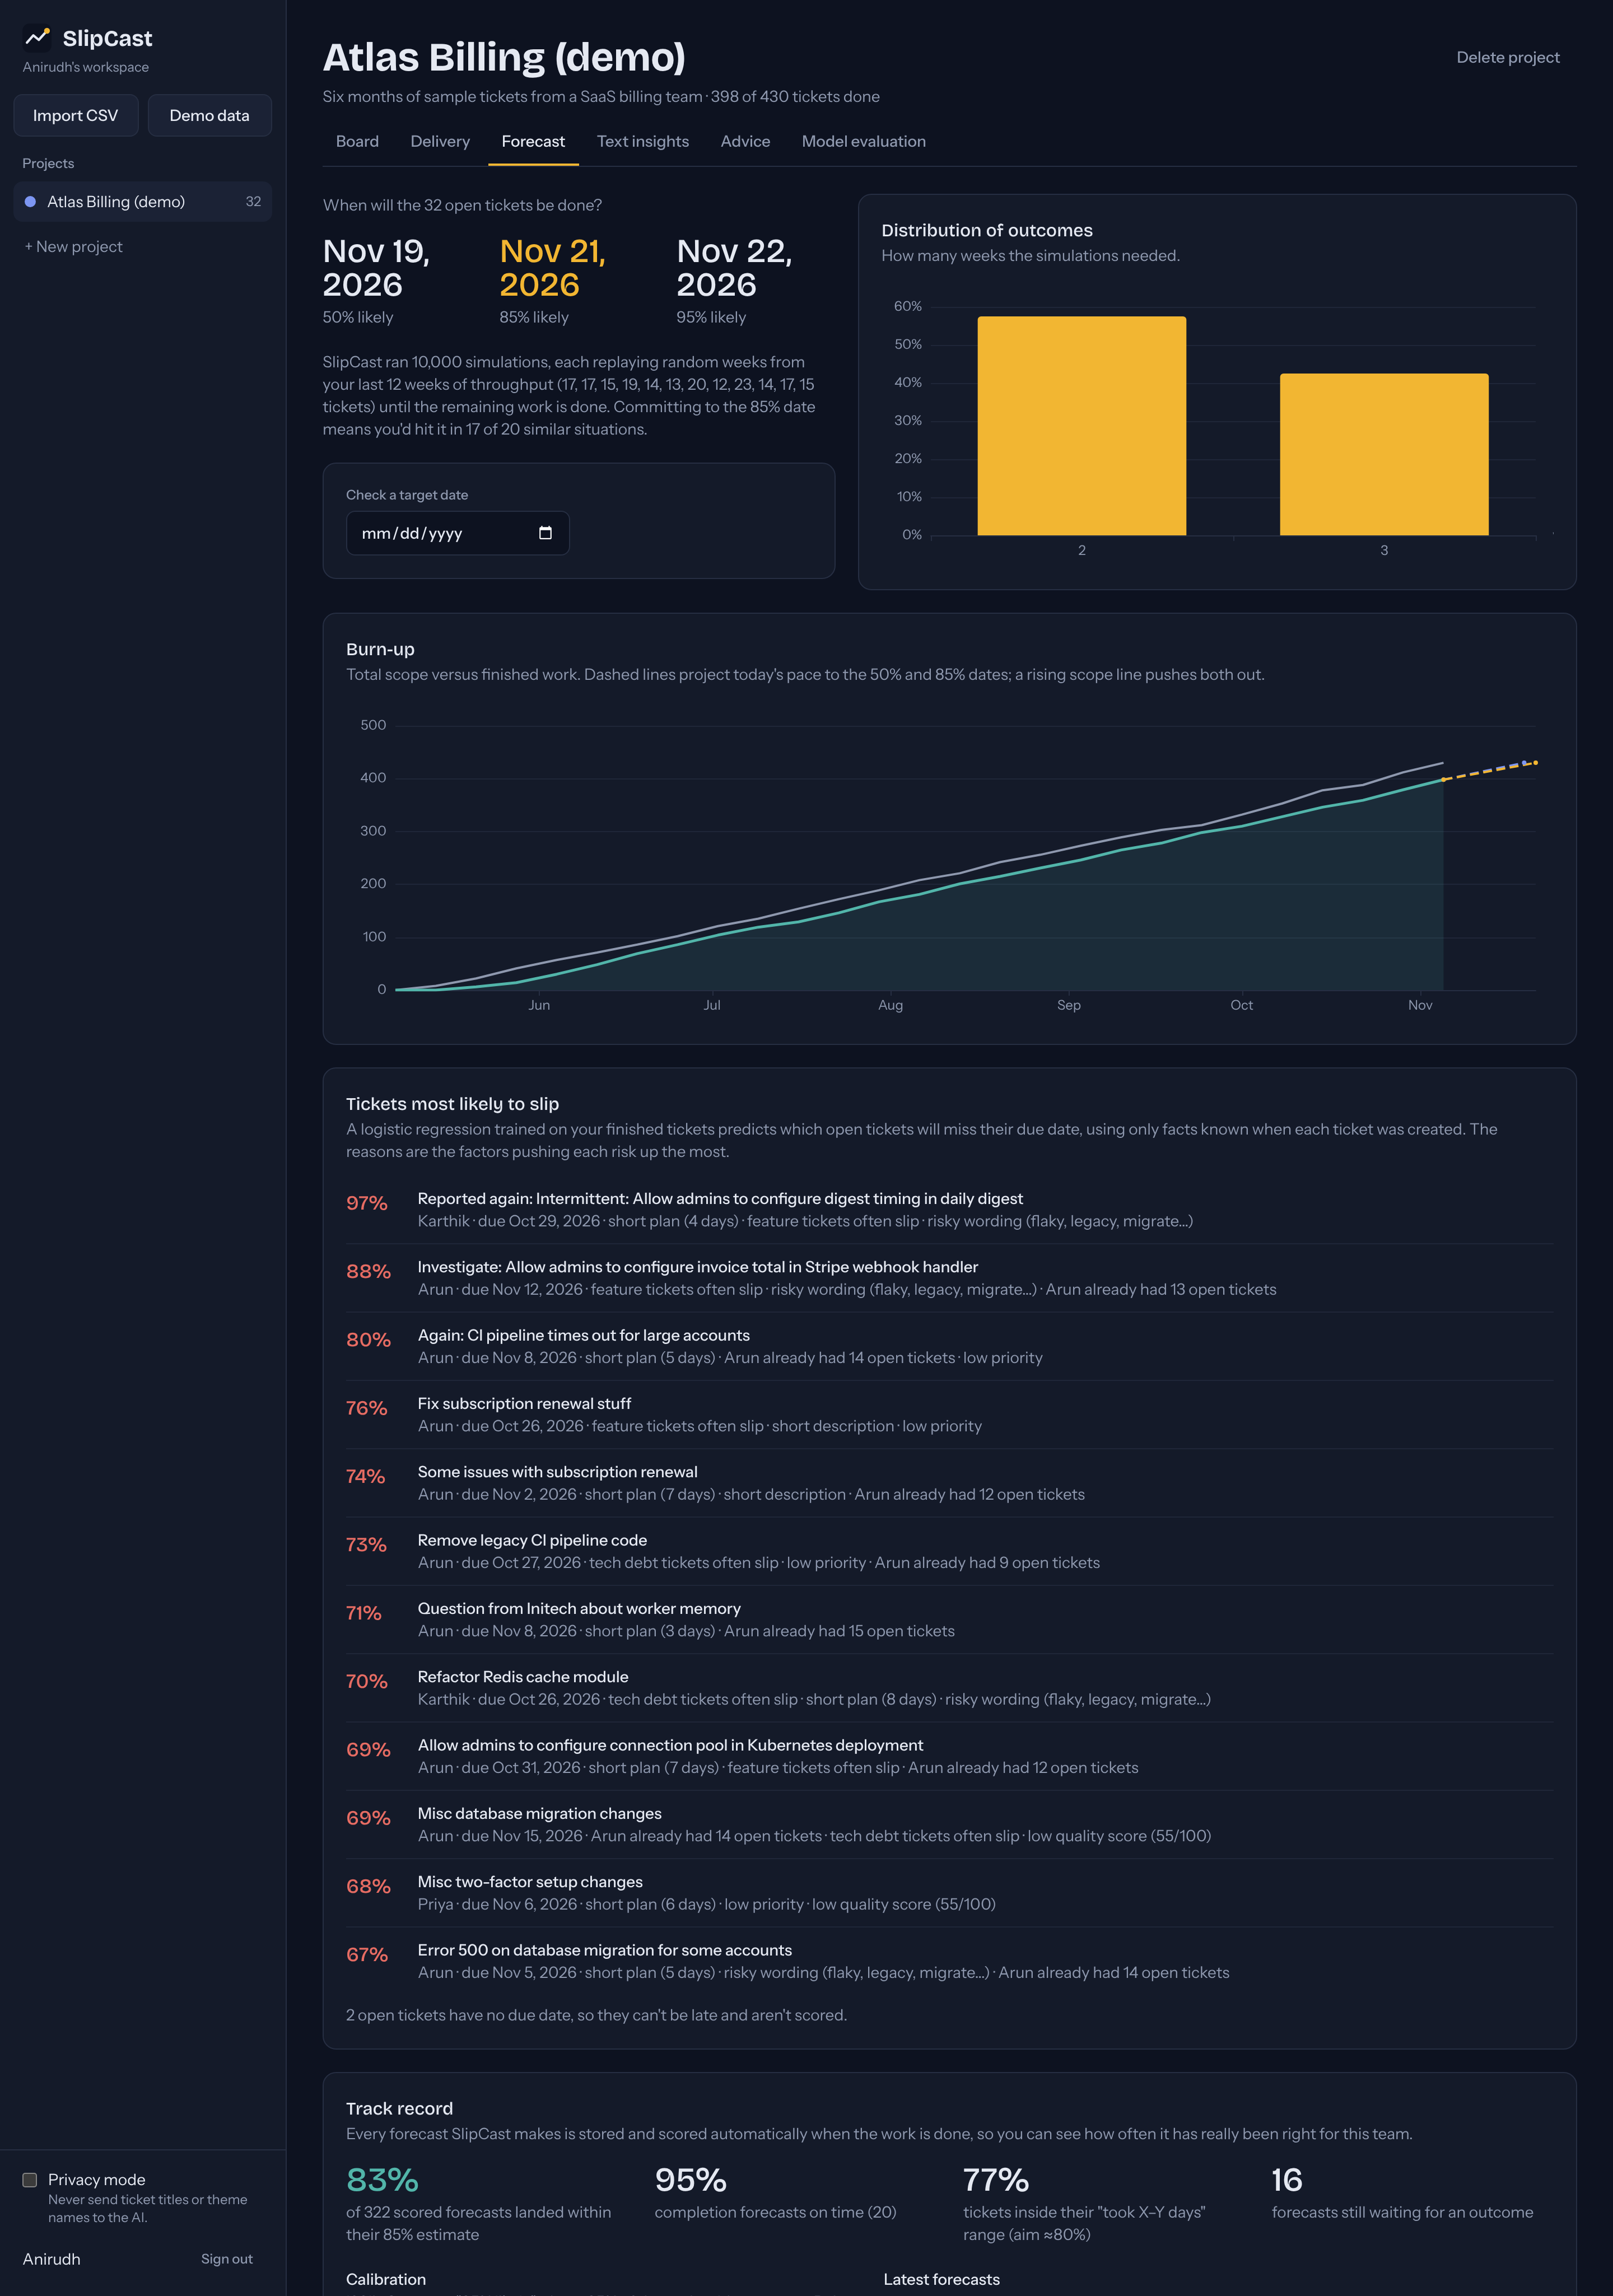 SlipCast
Anirudh's workspace
Import CSV
Demo data
Projects
Atlas Billing (demo)
32
+ New project
Privacy mode
Never send ticket titles or theme
names to the AI.
Anirudh
Sign out
Atlas Billing (demo)
Delete project
Six months of sample tickets from a SaaS billing team · 398 of 430 tickets done
Board
Delivery
Forecast
Text insights
Advice
Model evaluation
When will the 32 open tickets be done?
Nov 19,
2026
50% likely
Nov 21,
2026
85% likely
Nov 22,
2026
95% likely
SlipCast ran 10,000 simulations, each replaying random weeks from
your last 12 weeks of throughput (17, 17, 15, 19, 14, 13, 20, 12, 23, 14, 17, 15
tickets) until the remaining work is done. Committing to the 85% date
means you'd hit it in 17 of 20 similar situations.
Check a target date
mm/dd/yyyy
Distribution of outcomes
How many weeks the simulations needed.
60%
50%
40%
30%
20%
10%
0%
2
3
Burn-up
Total scope versus finished work. Dashed lines project today's pace to the 50% and 85% dates; a rising scope line pushes both out.
500
400
300
200
100
0
Jun
Jul
Aug
Sep
Oct
Nov
Tickets most likely to slip
A logistic regression trained on your finished tickets predicts which open tickets will miss their due date, using only facts known when each ticket was created. The
reasons are the factors pushing each risk up the most.
97%
Reported again: Intermittent: Allow admins to configure digest timing in daily digest
Karthik · due Oct 29, 2026 · short plan (4 days) · feature tickets often slip · risky wording (flaky, legacy, migrate…)
88%
Investigate: Allow admins to configure invoice total in Stripe webhook handler
Arun · due Nov 12, 2026 · feature tickets often slip · risky wording (flaky, legacy, migrate…) · Arun already had 13 open tickets
80%
Again: CI pipeline times out for large accounts
Arun · due Nov 8, 2026 · short plan (5 days) · Arun already had 14 open tickets · low priority
76%
Fix subscription renewal stuff
Arun · due Oct 26, 2026 · feature tickets often slip · short description · low priority
74%
Some issues with subscription renewal
Arun · due Nov 2, 2026 · short plan (7 days) · short description · Arun already had 12 open tickets
73%
Remove legacy CI pipeline code
Arun · due Oct 27, 2026 · tech debt tickets often slip · low priority · Arun already had 9 open tickets
71%
Question from Initech about worker memory
Arun · due Nov 8, 2026 · short plan (3 days) · Arun already had 15 open tickets
70%
Refactor Redis cache module
Karthik · due Oct 26, 2026 · tech debt tickets often slip · short plan (8 days) · risky wording (flaky, legacy, migrate…)
69%
Allow admins to configure connection pool in Kubernetes deployment
Arun · due Oct 31, 2026 · short plan (7 days) · feature tickets often slip · Arun already had 12 open tickets
69%
Misc database migration changes
Arun · due Nov 15, 2026 · Arun already had 14 open tickets · tech debt tickets often slip · low quality score (55/100)
68%
Misc two-factor setup changes
Priya · due Nov 6, 2026 · short plan (6 days) · low priority · low quality score (55/100)
67%
Error 500 on database migration for some accounts
Arun · due Nov 5, 2026 · short plan (5 days) · risky wording (flaky, legacy, migrate…) · Arun already had 14 open tickets
2 open tickets have no due date, so they can't be late and aren't scored.
Track record
Every forecast SlipCast makes is stored and scored automatically when the work is done, so you can see how often it has really been right for this team.
83%
of 322 scored forecasts landed within
their 85% estimate
95%
completion forecasts on time (20)
77%
tickets inside their "took X–Y days"
range (aim ≈80%)
16
forecasts still waiting for an outcome
Calibration
Latest forecasts